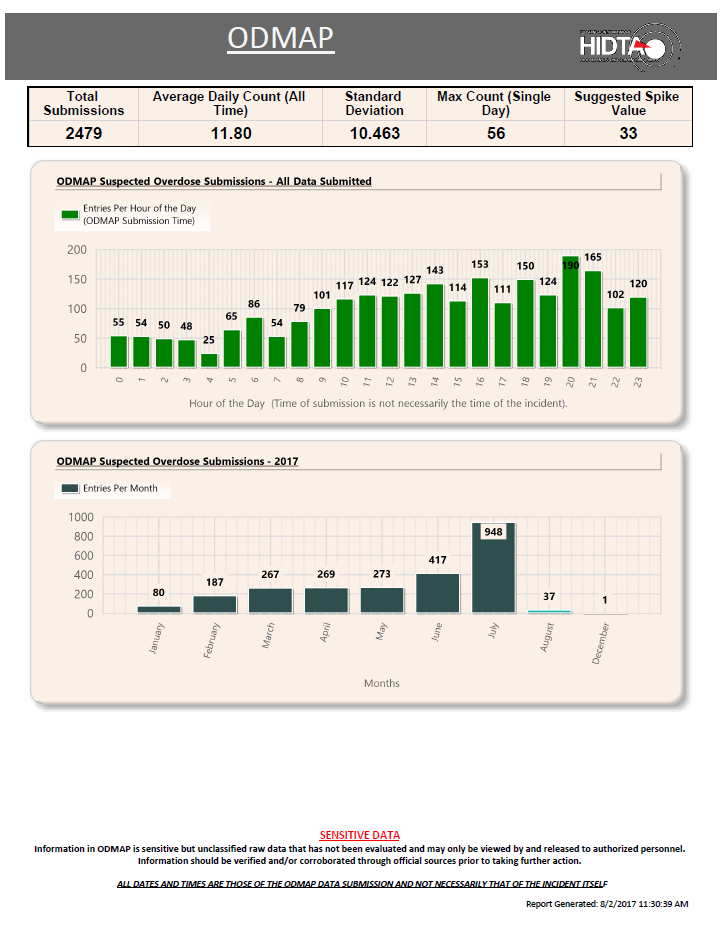 ODMAP
HIDTA
Total Submissions
Average Daily Count (All Time)
Standard Deviation
Max Count (Single Day)
Suggested Spike Value
2479
11.80
10.463
56
33
ODMAP Suspected Overdose Submissions - All Data Submitted
Entries Per Hour of the Day
(ODMAP Submission Time)
200
150
100
50
0
55
54
50
48
25
65
86
54
79
101
117
124
122
127
143
114
153
111
150
124
190
165
102
120
0
1
2
3
4
5
6
7
8
9
10
11
12
13
14
15
16
17
18
19
20
21
22
23
Hour of the Day (Time of submission is not necessarily the time of the incident).
ODMAP Suspected Overdose Submissions - 2017
Entries Per Month
1000
800
600
400
200
0
80
187
267
269
273
417
948
37
1
January
February
March
April
May
June
July
August
December
Months
SENSITIVE DATA
Information in ODMAP is sensitive but unclassified raw data that has not been evaluated and may only be viewed by and released to authorized personnel.
Information should be verified and/or corroborated through official sources prior to taking further action.
ALL DATES AND TIMES ARE THOSE OF THE ODMAP DATA SUBMISSION AND NOT NECESSARILY THAT OF THE INCIDENT ITSELF
Report Generated: 8/2/2017 11:30:39 AM